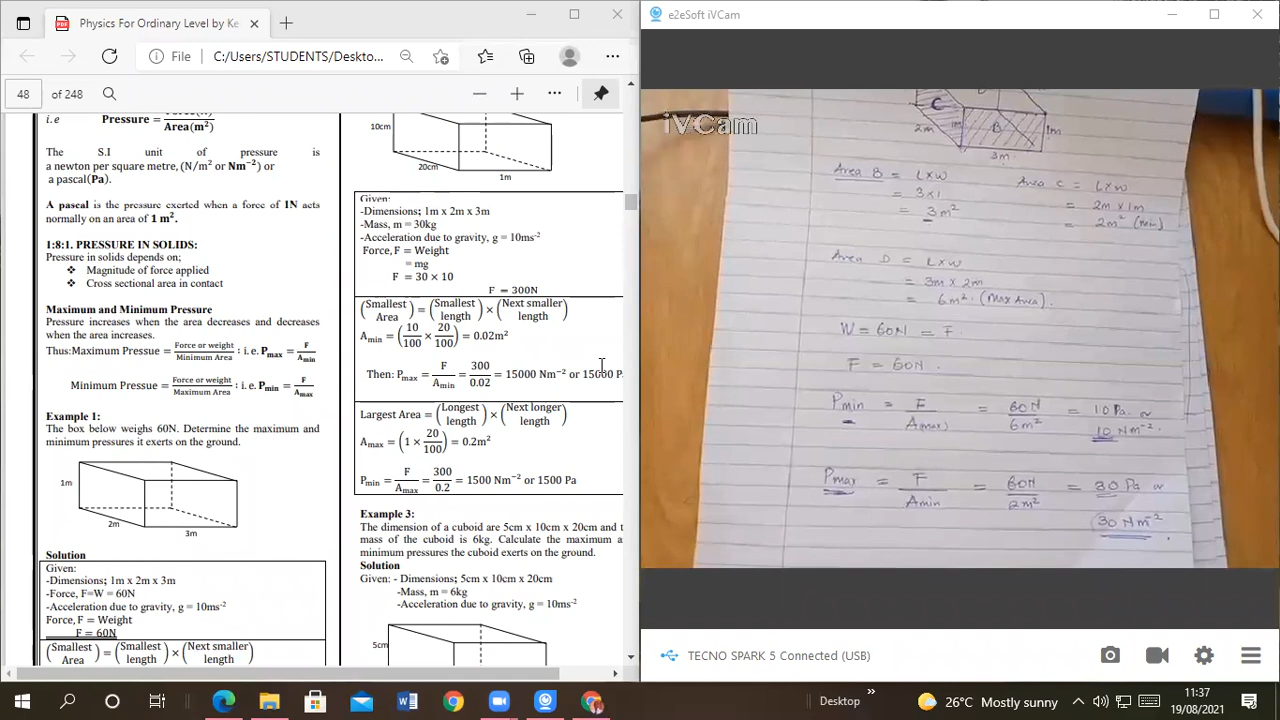 Physics For Ordinary Level by Ke
File
C:/Users/STUDENTS/Deskto...
48 of 248
i.e Pressure =
Area(m²)
The S.I unit of pressure is
a newton per square metre, (N/m² or Nm⁻²) or
a pascal(Pa).
A pascal is the pressure exerted when a force of 1N acts
normally on an area of 1 m².
1:8:1. PRESSURE IN SOLIDS:
Pressure in solids depends on;
❖ Magnitude of force applied
❖ Cross sectional area in contact
Maximum and Minimum Pressure
Pressure increases when the area decreases and decreases
when the area increases.
Thus:Maximum Pressue = Force or weight / Minimum Area : i.e. Pmax = F / Amin
Minimum Pressue = Force or weight / Maximum Area : i.e. Pmin = F / Amax
Example 1:
The box below weighs 60N. Determine the maximum and
minimum pressures it exerts on the ground.
1m
2m
3m
Solution
Given:
-Dimensions; 1m x 2m x 3m
-Force, F=W = 60N
-Acceleration due to gravity, g = 10ms⁻²
Force, F = Weight
F = 60N
(Smallest Area) = (Smallest length) × (Next smaller length)
10cm
20cm
1m
Given:
-Dimensions; 1m x 2m x 3m
-Mass, m = 30kg
-Acceleration due to gravity, g = 10ms⁻²
Force, F = Weight
= mg
F = 30 × 10
F = 300N
(Smallest Area) = (Smallest length) × (Next smaller length)
Amin = (10/100 × 20/100) = 0.02m²
Then: Pmax = F / Amin = 300 / 0.02 = 15000 Nm⁻² or 15000 P
Largest Area = (Longest length) × (Next longer length)
Amax = (1 × 20/100) = 0.2m²
Pmin = F / Amax = 300 / 0.2 = 1500 Nm⁻² or 1500 Pa
Example 3:
The dimension of a cuboid are 5cm x 10cm x 20cm and t
mass of the cuboid is 6kg. Calculate the maximum a
minimum pressures the cuboid exerts on the ground.
Solution
Given: - Dimensions; 5cm x 10cm x 20cm
-Mass, m = 6kg
-Acceleration due to gravity, g = 10ms⁻²
5cm
e2eSoft iVCam
iVCam
C
2m
1m
B
1m
3m
Area B = L x W
= 3 x 1
= 3m²
Area C = L x W
= 2m x 1m
= 2m² (min)
Area D = L x W
= 3m x 2m
= 6m². (Max Area).
W = 60N = F.
F = 60N.
Pmin = F / A(max) = 60N / 6m² = 10 Pa. or
10 Nm⁻².
Pmax = F / Amin = 60N / 2m² = 30 Pa or
30 Nm⁻².
TECNO SPARK 5 Connected (USB)
Desktop
26°C Mostly sunny
11:37
19/08/2021